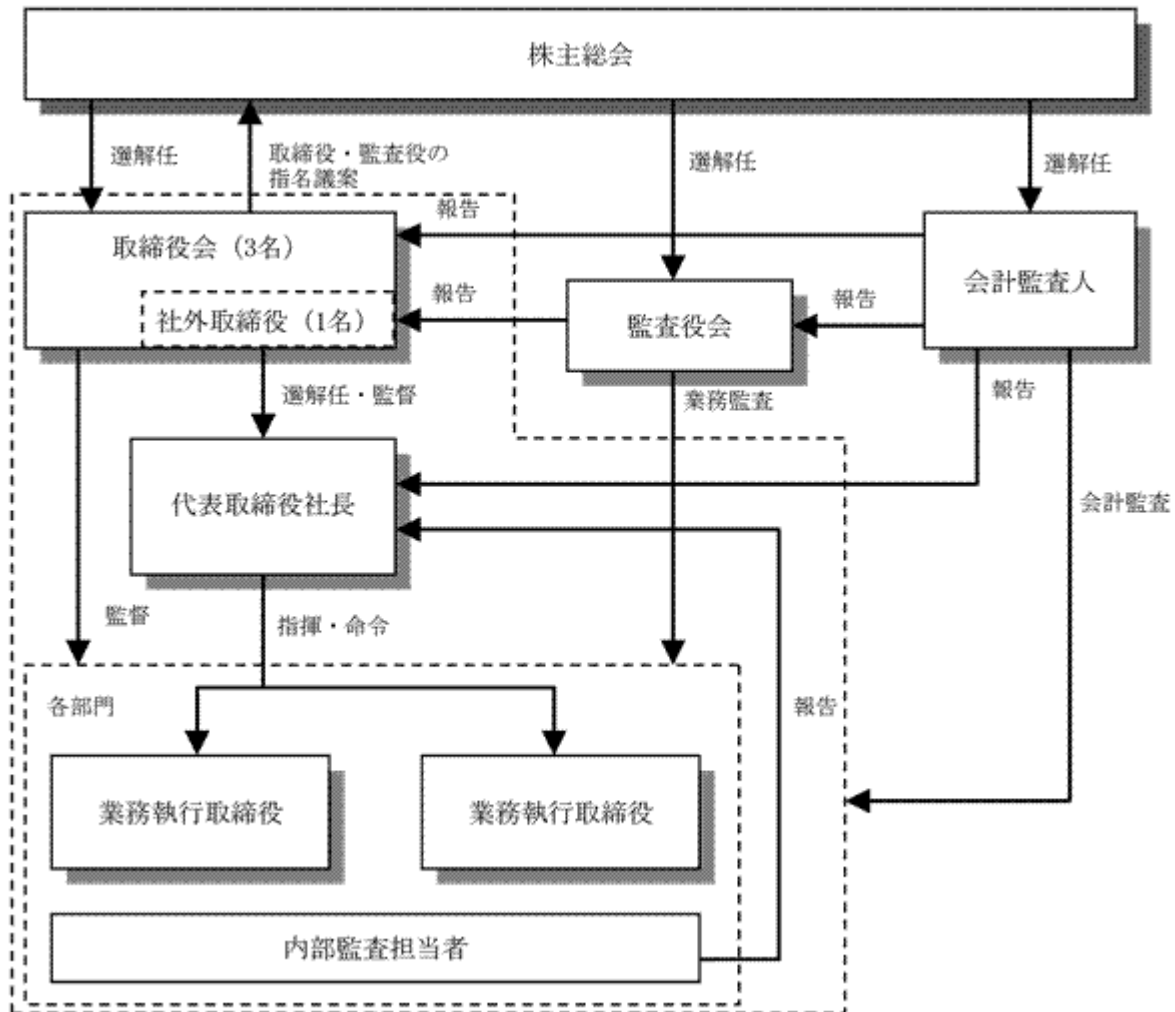 株主総会
選解任
取締役・監査役の
指名議案
選解任
選解任
報告
取締役会（3名）
会計監査人
社外取締役（1名）
報告
監査役会
報告
選解任・監督
業務監査
報告
代表取締役社長
会計監査
監督
指揮・命令
各部門
報告
業務執行取締役
業務執行取締役
内部監査担当者